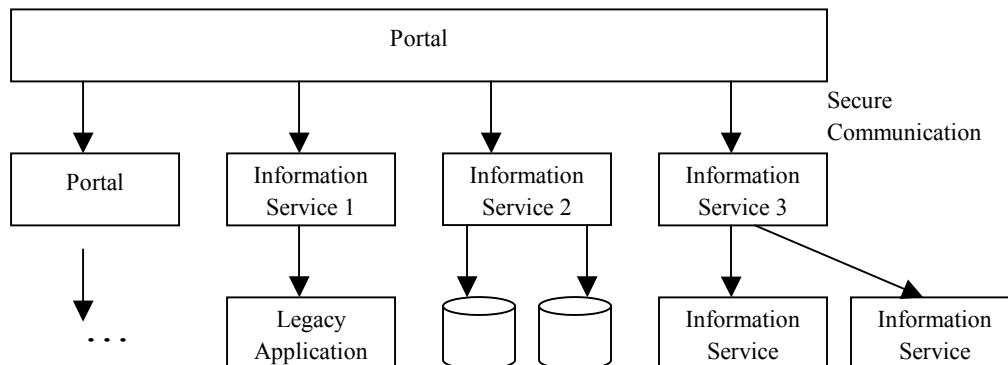 Portal
Secure
Communication
Portal
Information
Service 1
Information
Service 2
Information
Service 3
. . .
Legacy
Application
Information
Service
Information
Service